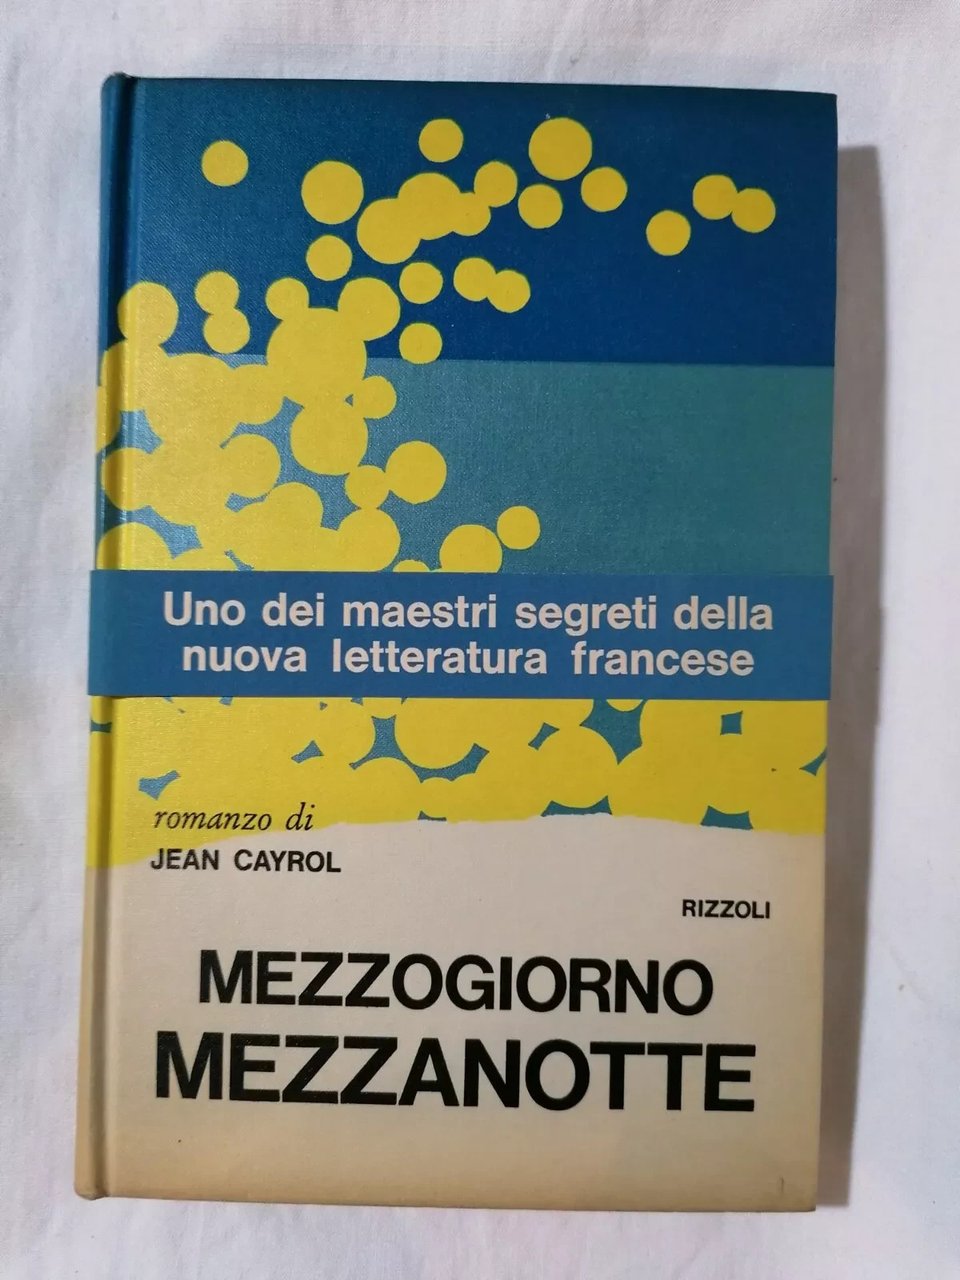 Uno dei maestri segreti della
nuova letteratura francese
romanzo di
JEAN CAYROL
RIZZOLI
MEZZOGIORNO
MEZZANOTTE